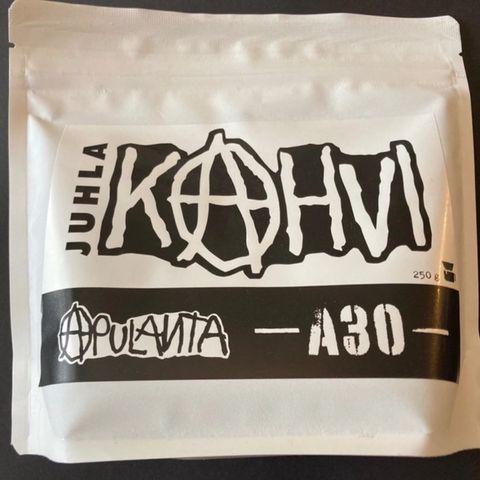 JUHLA
KAHVI
250 g
APULANTA
—A30—